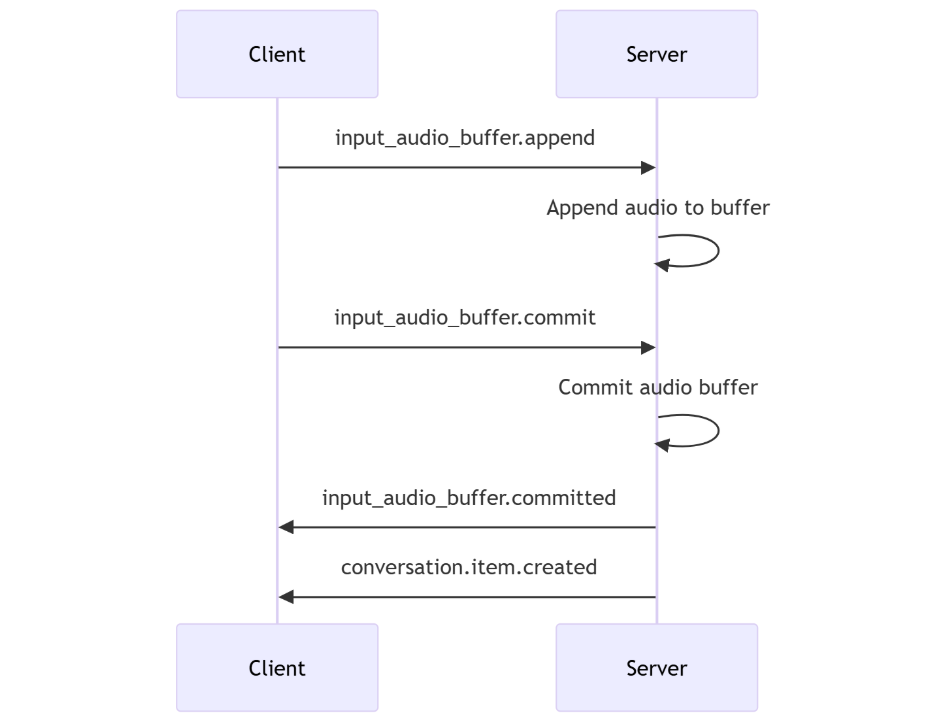 Client
Server
input_audio_buffer.append
Append audio to buffer
input_audio_buffer.commit
Commit audio buffer
input_audio_buffer.committed
conversation.item.created
Client
Server